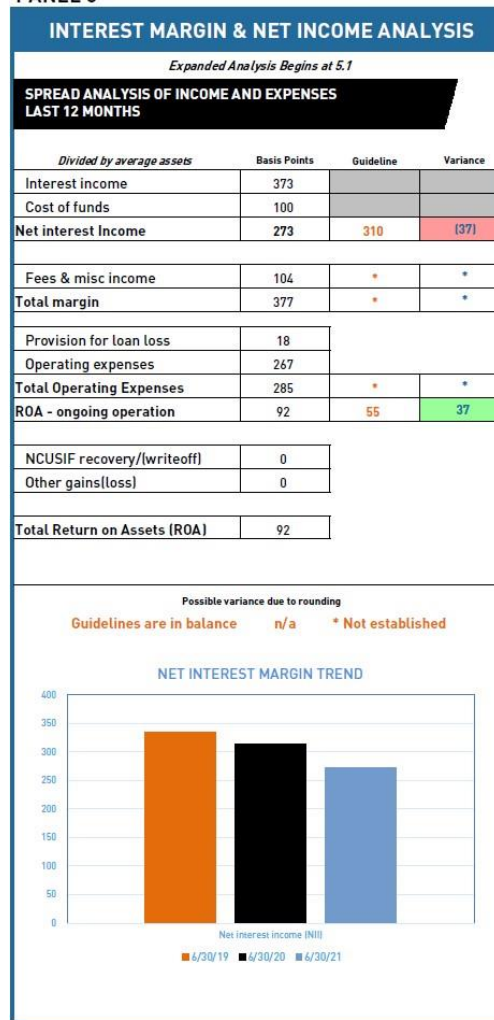 INTEREST MARGIN & NET INCOME ANALYSIS
Expanded Analysis Begins at 5.1
SPREAD ANALYSIS OF INCOME AND EXPENSES
LAST 12 MONTHS
Divided by average assets Basis Points Guideline Variance
Interest income 373
Cost of funds 100
Net interest Income 273 310 (37)
Fees & misc income 104 * *
Total margin 377 * *
Provision for loan loss 18
Operating expenses 267
Total Operating Expenses 285 * *
ROA - ongoing operation 92 55 37
NCUSIF recovery/(writeoff) 0
Other gains(loss) 0
Total Return on Assets (ROA) 92
Possible variance due to rounding
Guidelines are in balance n/a * Not established
NET INTEREST MARGIN TREND
400
350
300
250
200
150
100
50
0
Net interest income (NII)
6/30/19 6/30/20 6/30/21